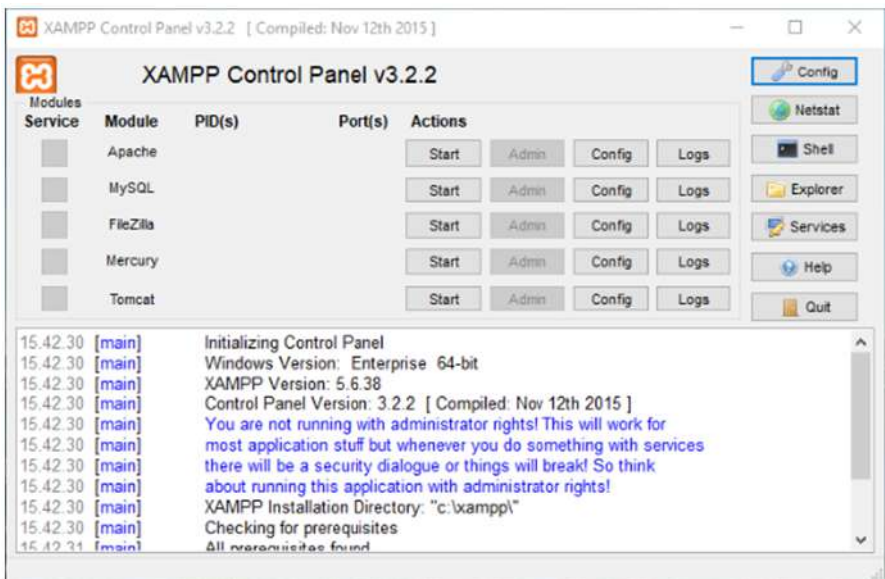 XAMPP Control Panel v3.2.2 [ Compiled: Nov 12th 2015 ]
XAMPP Control Panel v3.2.2
Config
Modules
Service Module PID(s) Port(s) Actions
Netstat
Apache Start Admin Config Logs
Shell
MySQL Start Admin Config Logs
Explorer
FileZilla Start Admin Config Logs
Services
Mercury Start Admin Config Logs
Help
Tomcat Start Admin Config Logs
Quit
15.42.30 [main] Initializing Control Panel
15.42.30 [main] Windows Version: Enterprise 64-bit
15.42.30 [main] XAMPP Version: 5.6.38
15.42.30 [main] Control Panel Version: 3.2.2 [ Compiled: Nov 12th 2015 ]
15.42.30 [main] You are not running with administrator rights! This will work for
15.42.30 [main] most application stuff but whenever you do something with services
15.42.30 [main] there will be a security dialogue or things will break! So think
15.42.30 [main] about running this application with administrator rights!
15.42.30 [main] XAMPP Installation Directory: "c:\xampp\"
15.42.30 [main] Checking for prerequisites
15.42.31 [main] All prerequisites found